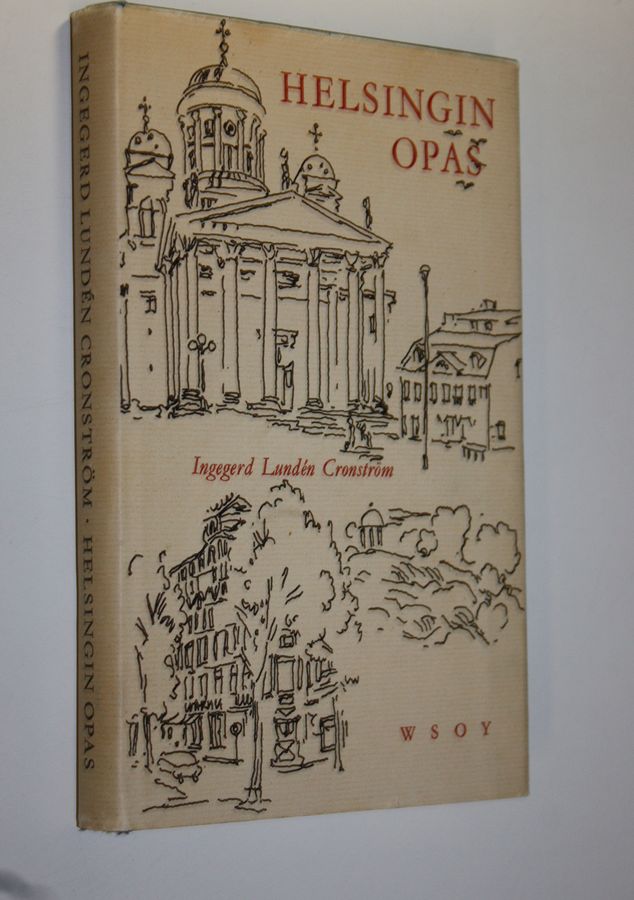 HELSINGIN
OPAS
Ingegerd Lundén Cronström
WSOY
INGEGERD LUNDÉN CRONSTRÖM · HELSINGIN OPAS